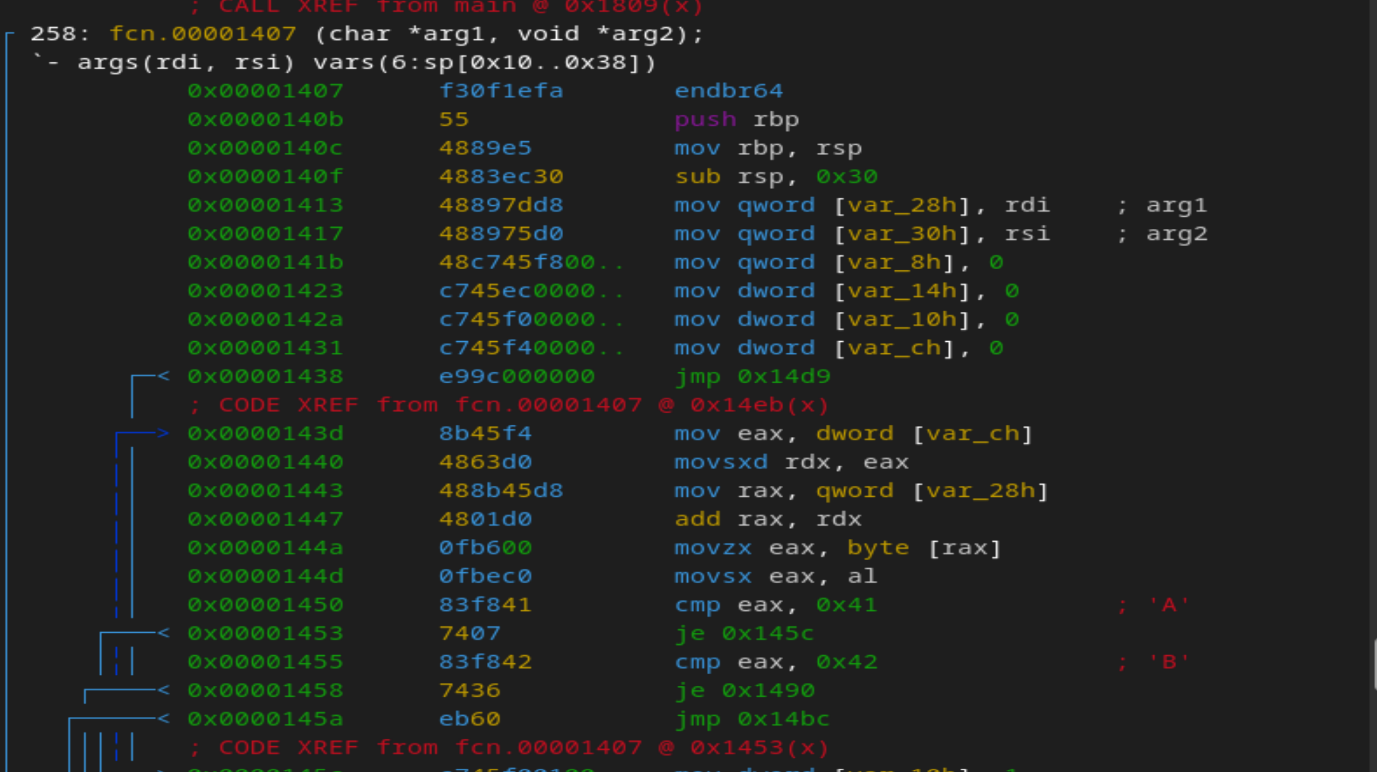 ; CALL XREF from main @ 0x1809(x)
258: fcn.00001407 (char *arg1, void *arg2);
`- args(rdi, rsi) vars(6:sp[0x10..0x38])
0x00001407 f30f1efa endbr64
0x0000140b 55 push rbp
0x0000140c 4889e5 mov rbp, rsp
0x0000140f 4883ec30 sub rsp, 0x30
0x00001413 48897dd8 mov qword [var_28h], rdi ; arg1
0x00001417 488975d0 mov qword [var_30h], rsi ; arg2
0x0000141b 48c745f800.. mov qword [var_8h], 0
0x00001423 c745ec0000.. mov dword [var_14h], 0
0x0000142a c745f00000.. mov dword [var_10h], 0
0x00001431 c745f40000.. mov dword [var_ch], 0
0x00001438 e99c000000 jmp 0x14d9
; CODE XREF from fcn.00001407 @ 0x14eb(x)
0x0000143d 8b45f4 mov eax, dword [var_ch]
0x00001440 4863d0 movsxd rdx, eax
0x00001443 488b45d8 mov rax, qword [var_28h]
0x00001447 4801d0 add rax, rdx
0x0000144a 0fb600 movzx eax, byte [rax]
0x0000144d 0fbec0 movsx eax, al
0x00001450 83f841 cmp eax, 0x41 ; 'A'
0x00001453 7407 je 0x145c
0x00001455 83f842 cmp eax, 0x42 ; 'B'
0x00001458 7436 je 0x1490
0x0000145a eb60 jmp 0x14bc
; CODE XREF from fcn.00001407 @ 0x1453(x)